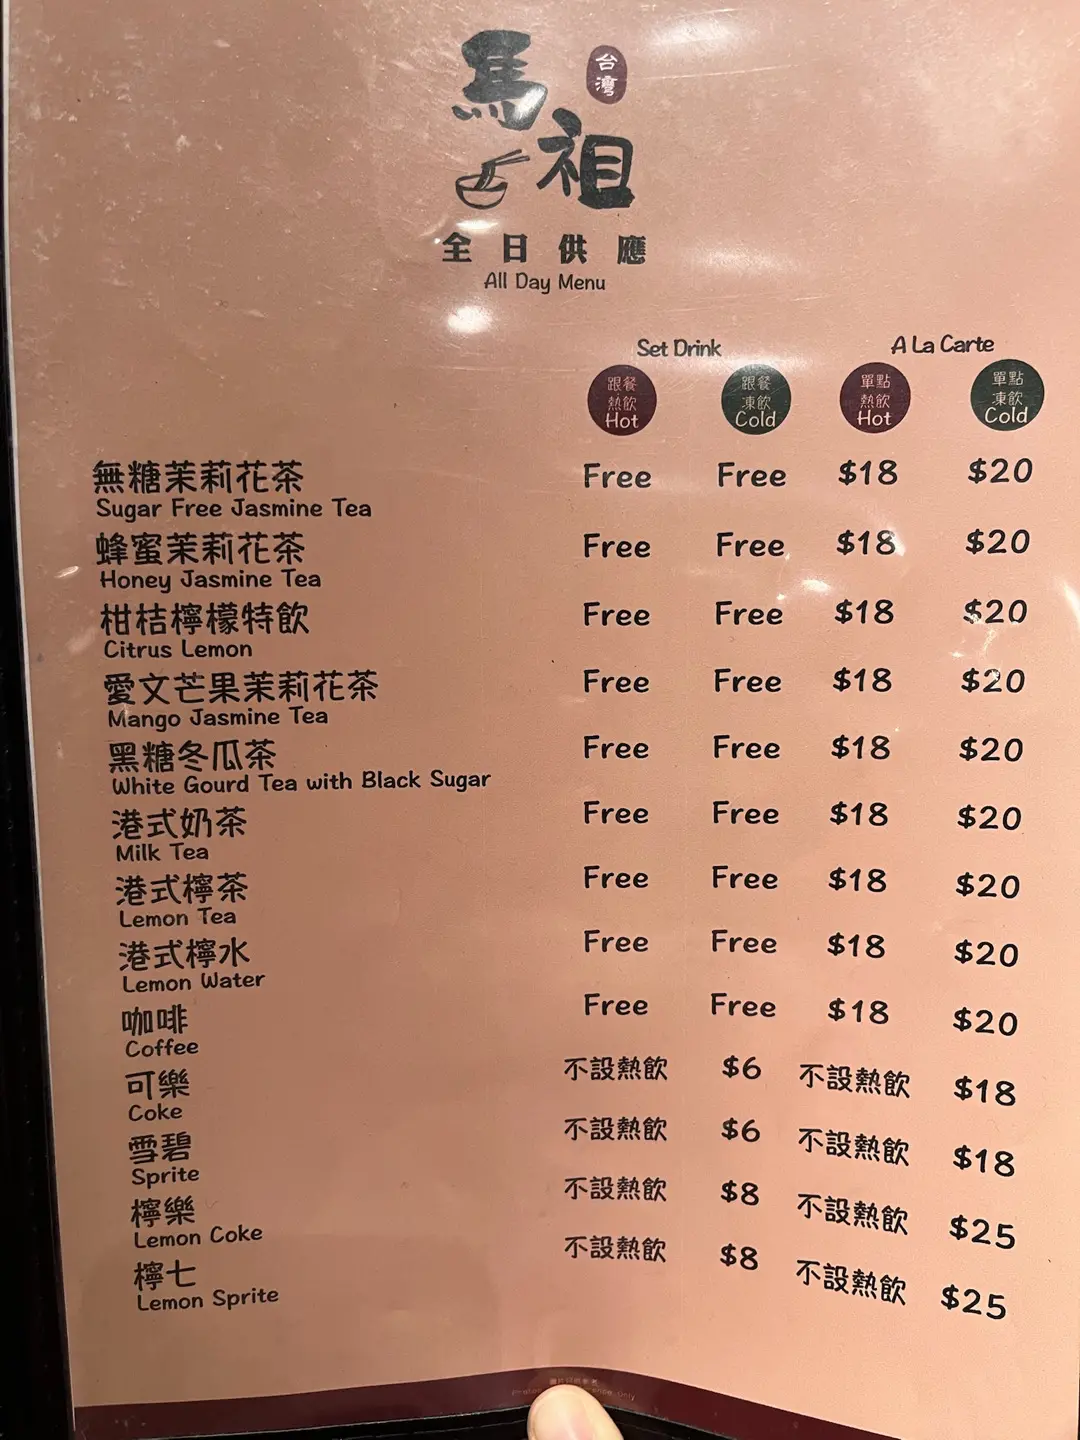 台灣
馬祖
全日供應
All Day Menu
Set Drink A La Carte
跟餐 跟餐 單點 單點
熱飲 凍飲 熱飲 凍飲
Hot Cold Hot Cold
無糖茉莉花茶 Free Free $18 $20
Sugar Free Jasmine Tea
蜂蜜茉莉花茶 Free Free $18 $20
Honey Jasmine Tea
柑桔檸檬特飲 Free Free $18 $20
Citrus Lemon
愛文芒果茉莉花茶 Free Free $18 $20
Mango Jasmine Tea
黑糖冬瓜茶 Free Free $18 $20
White Gourd Tea with Black Sugar
港式奶茶 Free Free $18 $20
Milk Tea
港式檸茶 Free Free $18 $20
Lemon Tea
港式檸水 Free Free $18 $20
Lemon Water
咖啡 Free Free $18 $20
Coffee
可樂 不設熱飲 $6 不設熱飲 $18
Coke
雪碧 不設熱飲 $6 不設熱飲 $18
Sprite
檸樂 不設熱飲 $8 不設熱飲 $25
Lemon Coke
檸七 不設熱飲 $8 不設熱飲 $25
Lemon Sprite